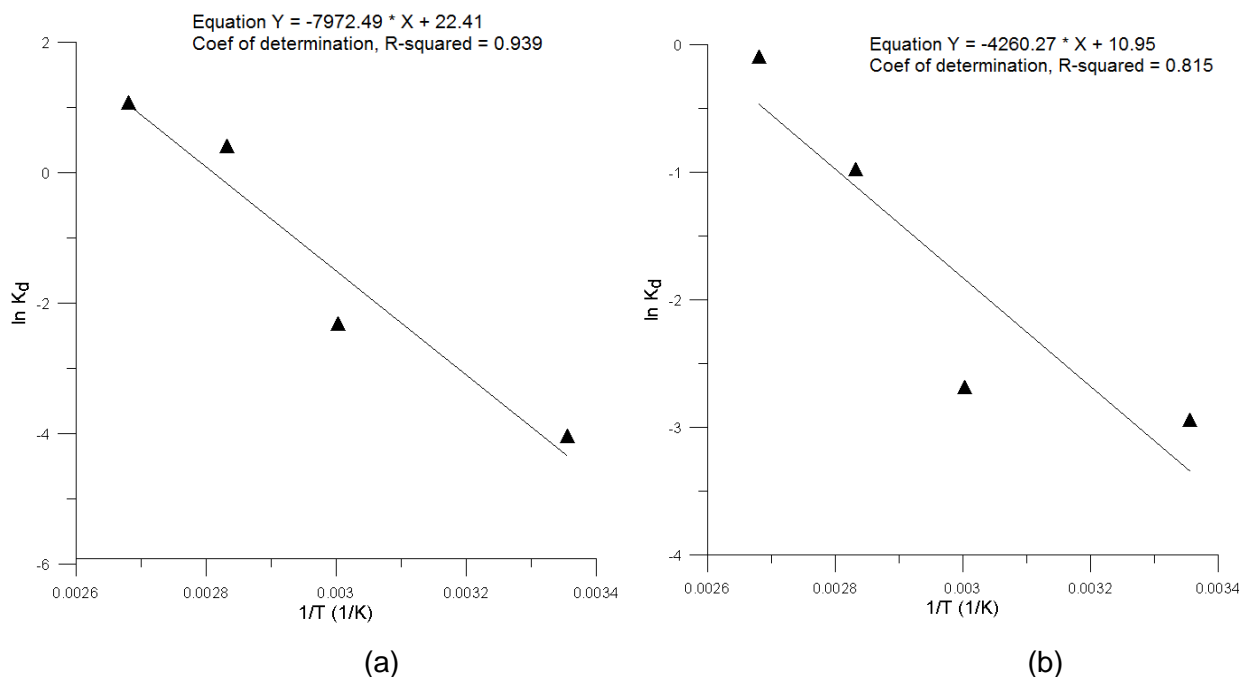 Equation Y = -7972.49 * X + 22.41
Coef of determination, R-squared = 0.939
2
0
-2
-4
-6
ln Kd
0.0026
0.0028
0.003
0.0032
0.0034
1/T (1/K)
(a)
Equation Y = -4260.27 * X + 10.95
Coef of determination, R-squared = 0.815
0
-1
-2
-3
-4
ln Kd
0.0026
0.0028
0.003
0.0032
0.0034
1/T (1/K)
(b)